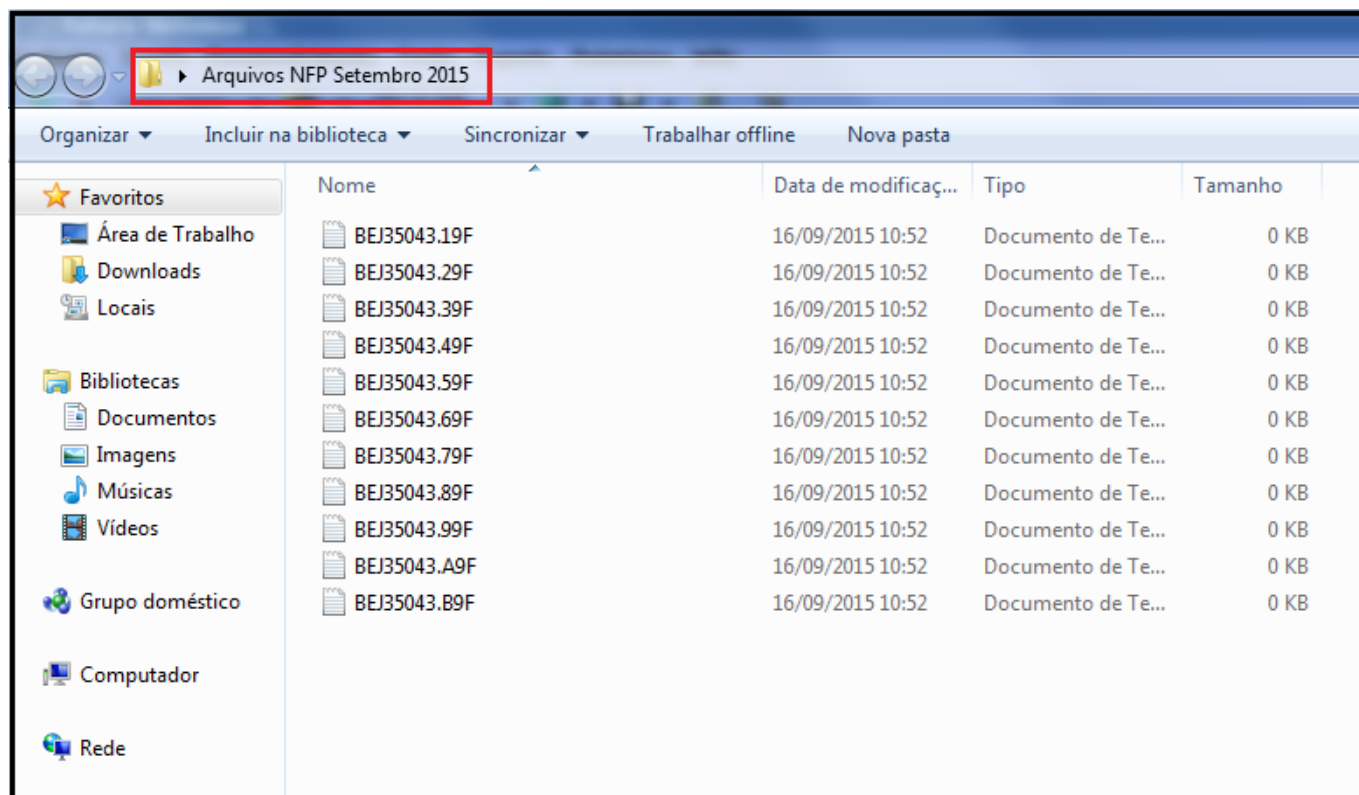 Arquivos NFP Setembro 2015
Organizar Incluir na biblioteca Sincronizar Trabalhar offline Nova pasta
Favoritos
Área de Trabalho
Downloads
Locais
Bibliotecas
Documentos
Imagens
Músicas
Vídeos
Grupo doméstico
Computador
Rede
Nome Data de modificaç... Tipo Tamanho
BEJ35043.19F 16/09/2015 10:52 Documento de Te... 0 KB
BEJ35043.29F 16/09/2015 10:52 Documento de Te... 0 KB
BEJ35043.39F 16/09/2015 10:52 Documento de Te... 0 KB
BEJ35043.49F 16/09/2015 10:52 Documento de Te... 0 KB
BEJ35043.59F 16/09/2015 10:52 Documento de Te... 0 KB
BEJ35043.69F 16/09/2015 10:52 Documento de Te... 0 KB
BEJ35043.79F 16/09/2015 10:52 Documento de Te... 0 KB
BEJ35043.89F 16/09/2015 10:52 Documento de Te... 0 KB
BEJ35043.99F 16/09/2015 10:52 Documento de Te... 0 KB
BEJ35043.A9F 16/09/2015 10:52 Documento de Te... 0 KB
BEJ35043.B9F 16/09/2015 10:52 Documento de Te... 0 KB